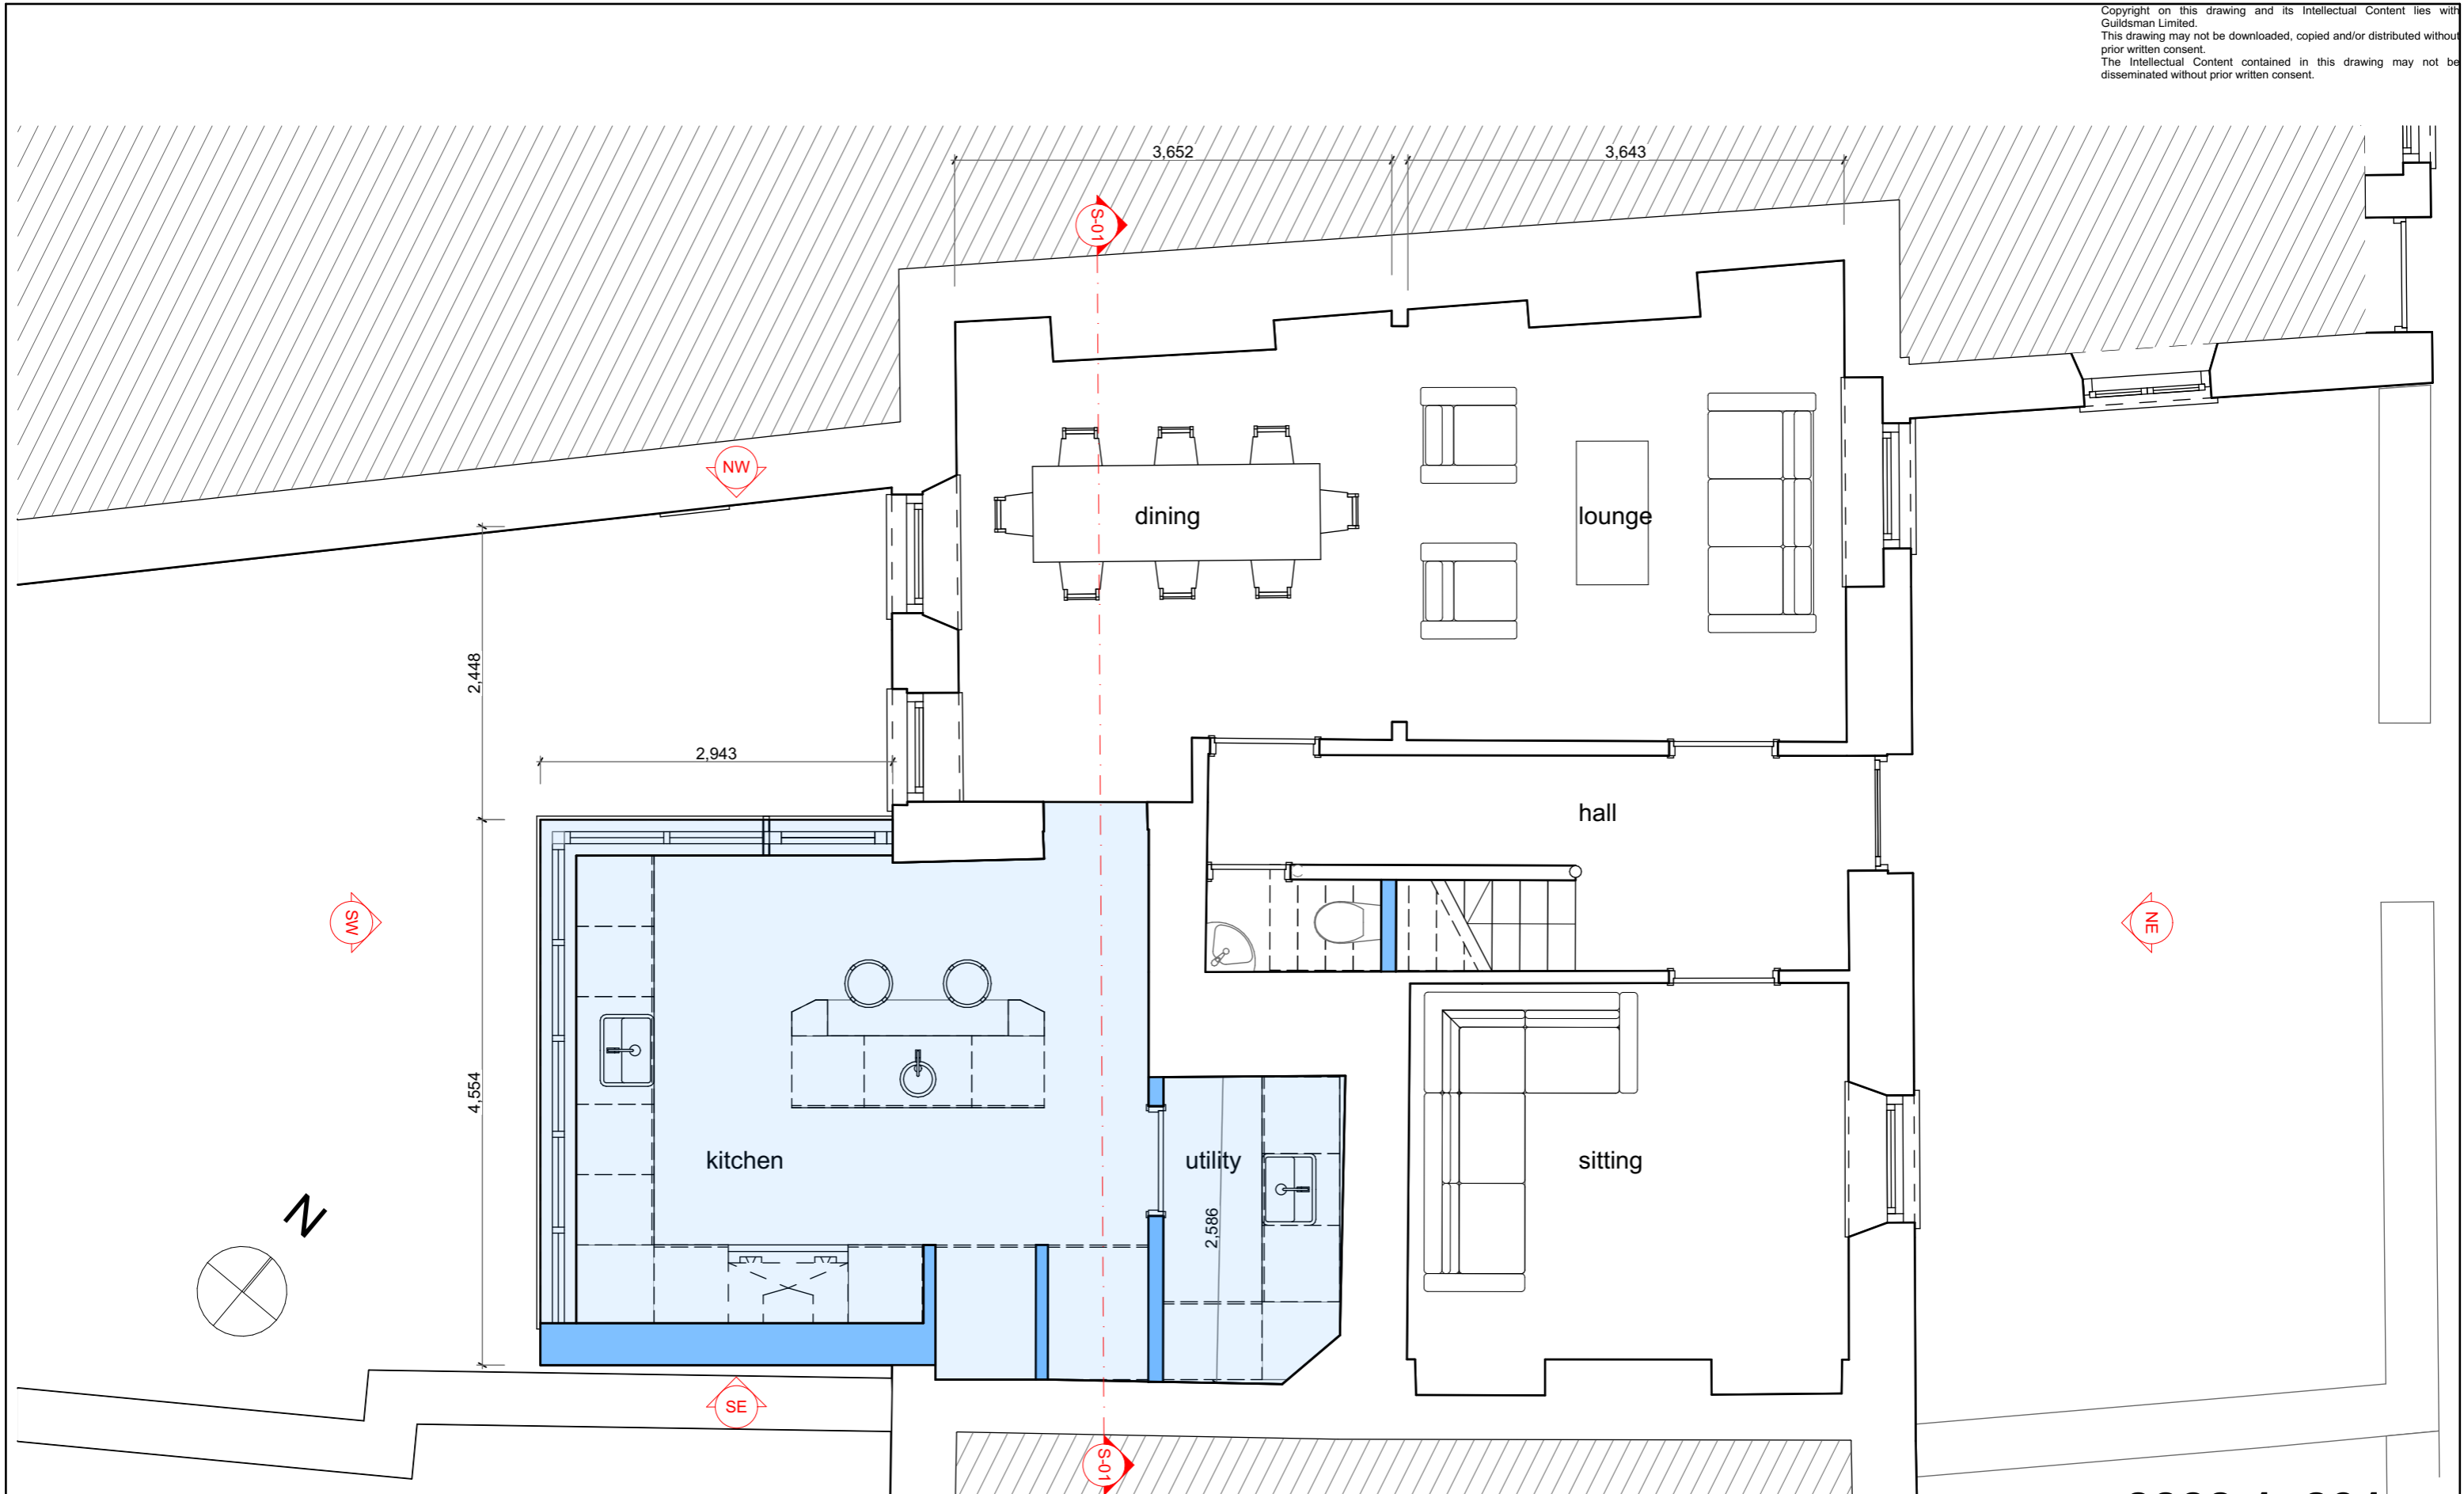 Copyright on this drawing and its Intellectual Content lies with
Guildsman Limited.
This drawing may not be downloaded, copied and/or distributed without
prior written consent.
The Intellectual Content contained in this drawing may not be
disseminated without prior written consent.
3,652
3,643
S-01
NW
dining
lounge
2,448
2,943
hall
SW
NE
4,554
kitchen
utility
sitting
2,586
N
SE
S-01